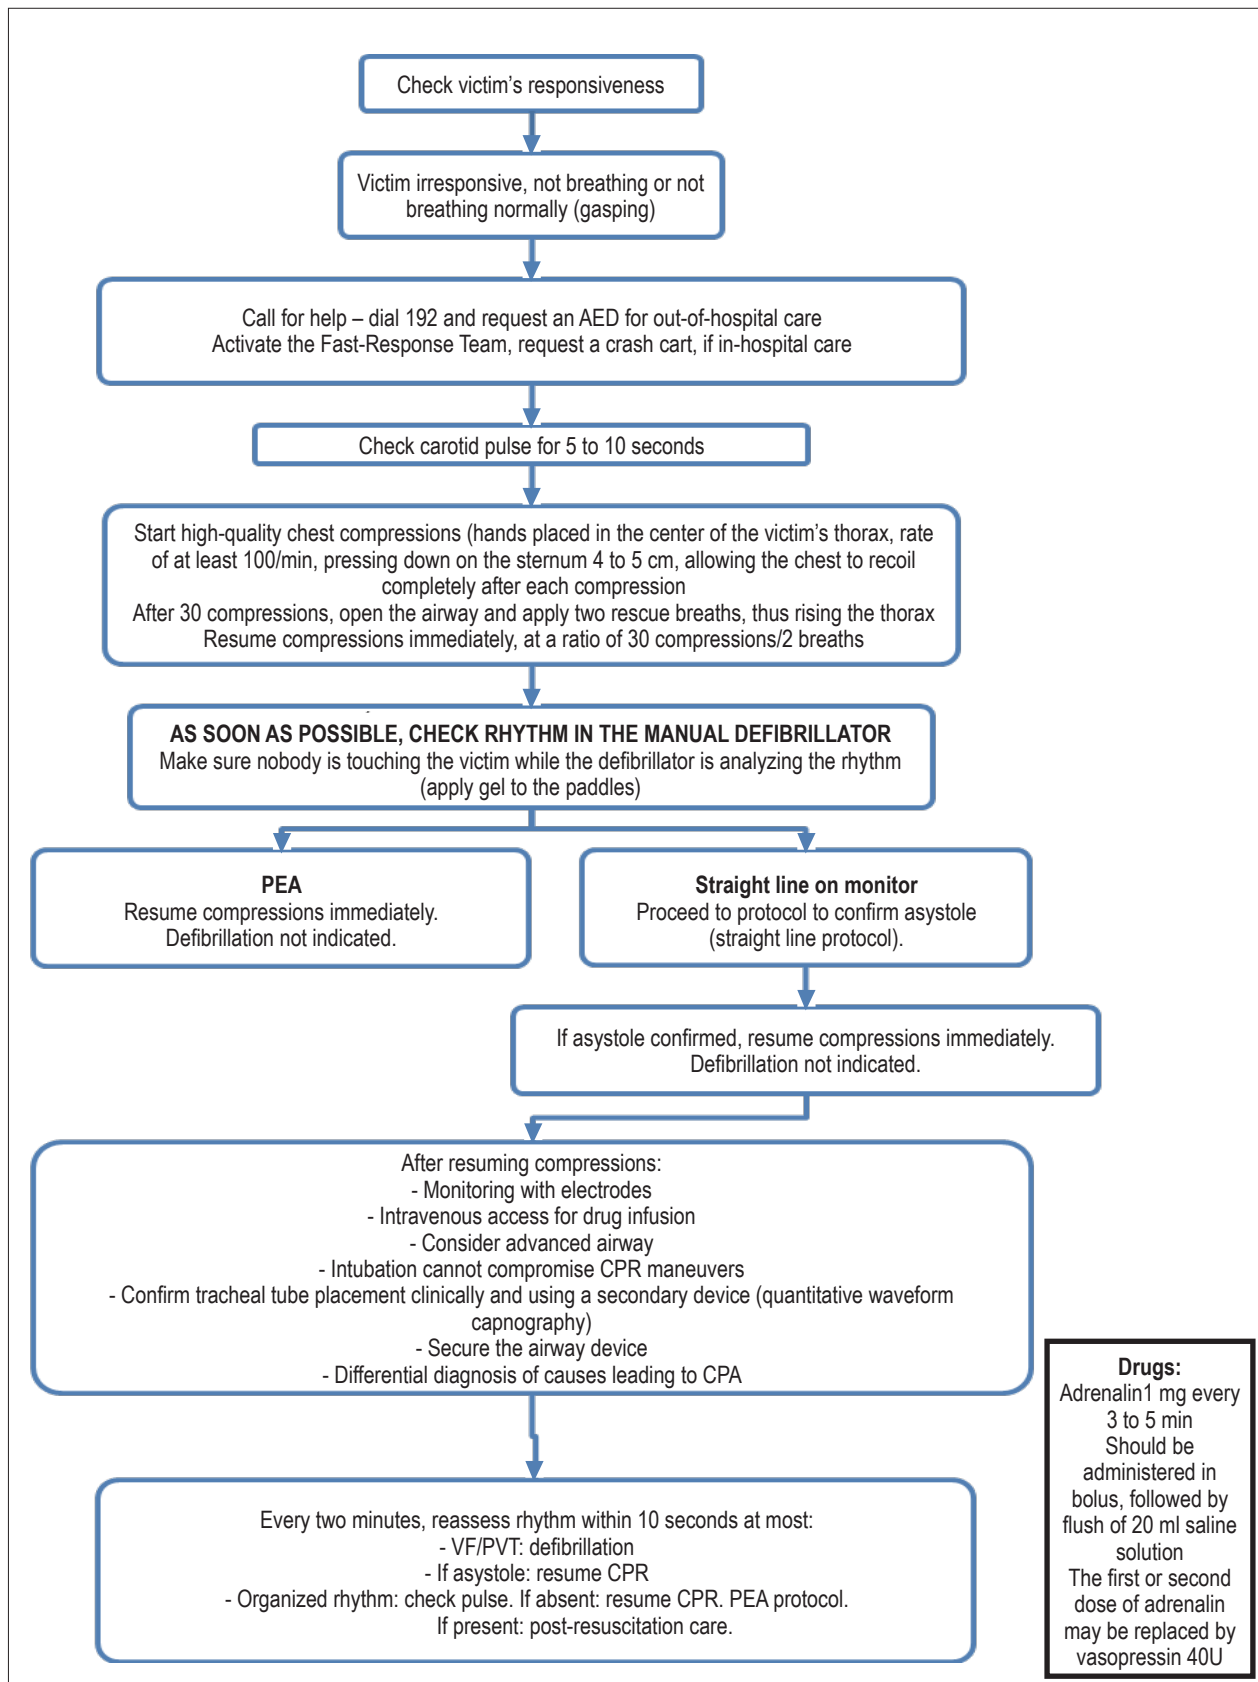 Check victim's responsiveness
Victim irresponsive, not breathing or not
breathing normally (gasping)
Call for help – dial 192 and request an AED for out-of-hospital care
Activate the Fast-Response Team, request a crash cart, if in-hospital care
Check carotid pulse for 5 to 10 seconds
Start high-quality chest compressions (hands placed in the center of the victim's thorax, rate
of at least 100/min, pressing down on the sternum 4 to 5 cm, allowing the chest to recoil
completely after each compression
After 30 compressions, open the airway and apply two rescue breaths, thus rising the thorax
Resume compressions immediately, at a ratio of 30 compressions/2 breaths
AS SOON AS POSSIBLE, CHECK RHYTHM IN THE MANUAL DEFIBRILLATOR
Make sure nobody is touching the victim while the defibrillator is analyzing the rhythm
(apply gel to the paddles)
PEA
Resume compressions immediately.
Defibrillation not indicated.
Straight line on monitor
Proceed to protocol to confirm asystole
(straight line protocol).
If asystole confirmed, resume compressions immediately.
Defibrillation not indicated.
After resuming compressions:
- Monitoring with electrodes
- Intravenous access for drug infusion
- Consider advanced airway
- Intubation cannot compromise CPR maneuvers
- Confirm tracheal tube placement clinically and using a secondary device (quantitative waveform
capnography)
- Secure the airway device
- Differential diagnosis of causes leading to CPA
Every two minutes, reassess rhythm within 10 seconds at most:
- VF/PVT: defibrillation
- If asystole: resume CPR
- Organized rhythm: check pulse. If absent: resume CPR. PEA protocol.
If present: post-resuscitation care.
Drugs:
Adrenalin1 mg every
3 to 5 min
Should be
administered in
bolus, followed by
flush of 20 ml saline
solution
The first or second
dose of adrenalin
may be replaced by
vasopressin 40U